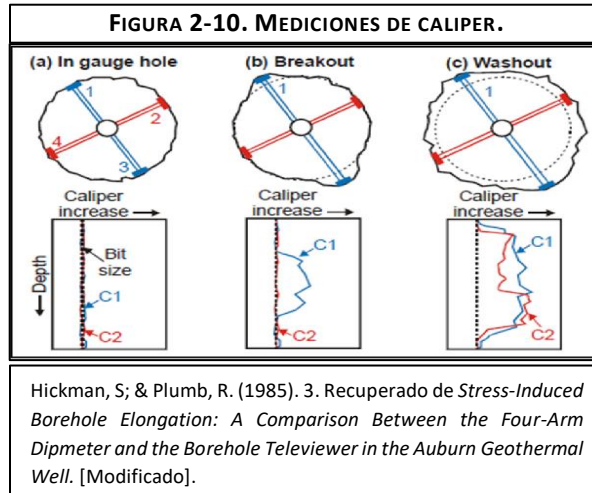 FIGURA 2-10. MEDICIONES DE CALIPER.
(a) In gauge hole (b) Breakout (c) Washout
1 1 1
2
4
3
Caliper increase Caliper increase Caliper increase
Depth
Bit size
C1 C1 C1
C2 C2 C2
Hickman, S; & Plumb, R. (1985). 3. Recuperado de Stress-Induced
Borehole Elongation: A Comparison Between the Four-Arm
Dipmeter and the Borehole Televiewer in the Auburn Geothermal
Well. [Modificado].